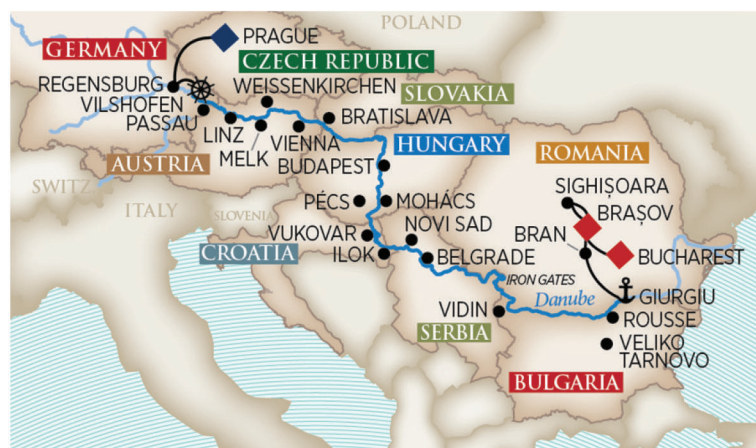 POLAND
GERMANY
PRAGUE
CZECH REPUBLIC
REGENSBURG
WEISSENKIRCHEN
SLOVAKIA
VILSHOFEN
PASSAU
BRATISLAVA
LINZ
VIENNA
HUNGARY
ROMANIA
MELK
BUDAPEST
AUSTRIA
SWITZ
SIGHIȘOARA
ITALY
SLOVENIA
PÉCS
MOHÁCS
BRAȘOV
NOVI SAD
VUKOVAR
BRAN
CROATIA
ILOK
BELGRADE
BUCHAREST
IRON GATES
Danube
GIURGIU
VIDIN
ROUSSE
SERBIA
VELIKO
TARNOVO
BULGARIA